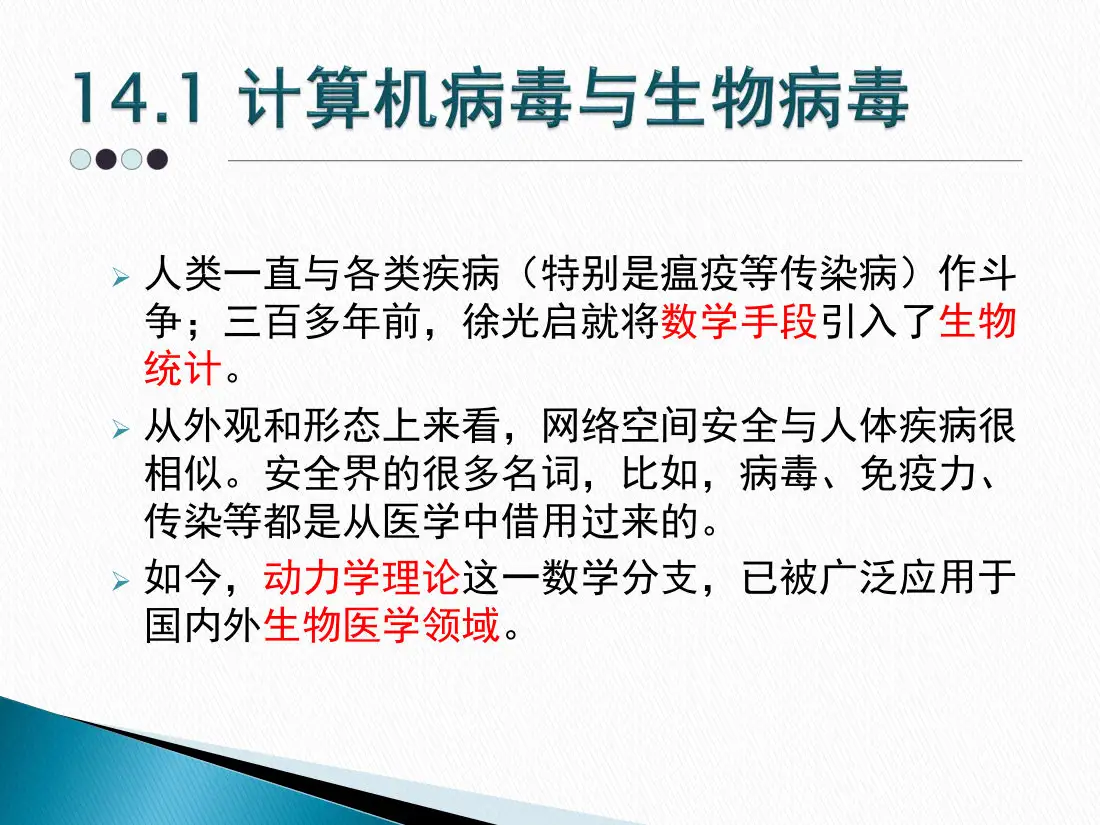 14.1 计算机病毒与生物病毒
人类一直与各类疾病（特别是瘟疫等传染病）作斗
争；三百多年前，徐光启就将数学手段引入了生物
统计。
从外观和形态上来看，网络空间安全与人体疾病很
相似。安全界的很多名词，比如，病毒、免疫力、
传染等都是从医学中借用过来的。
如今，动力学理论这一数学分支，已被广泛应用于
国内外生物医学领域。